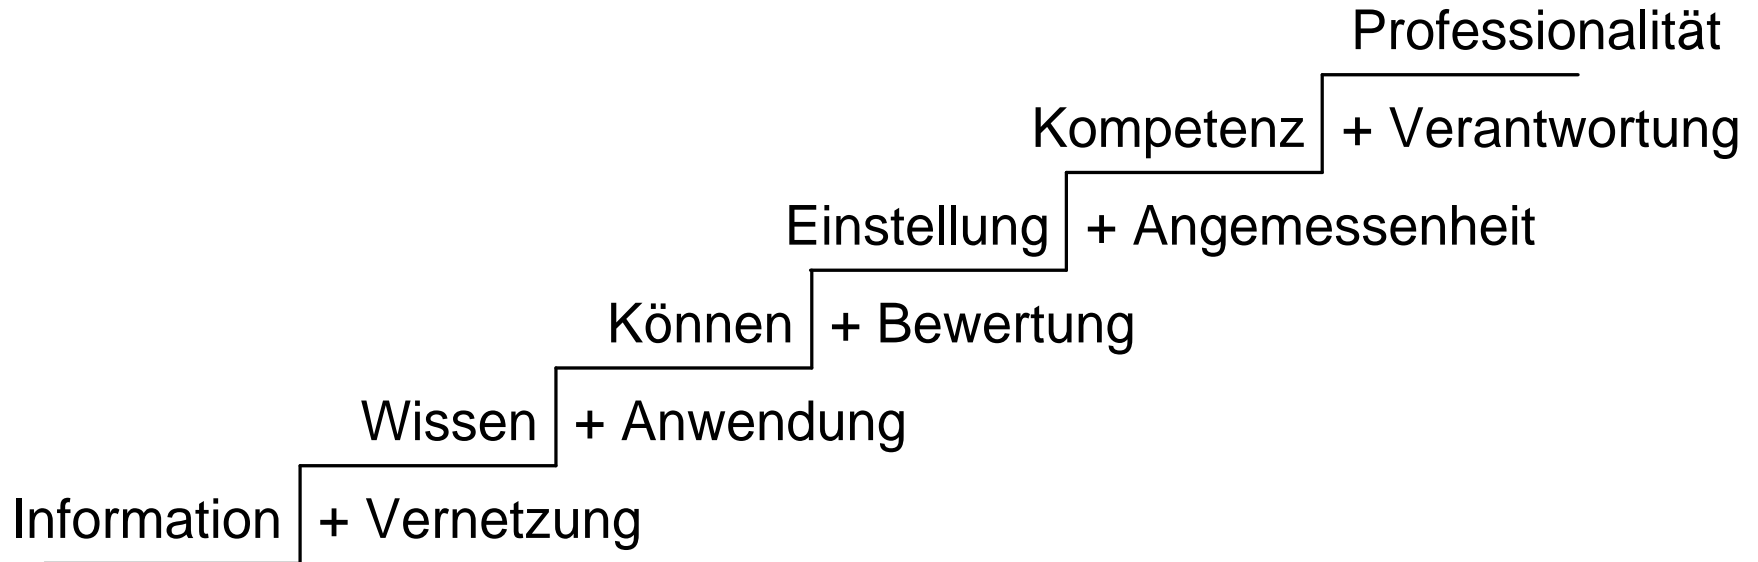 Professionalität
Kompetenz + Verantwortung
Einstellung + Angemessenheit
Können + Bewertung
Wissen + Anwendung
Information + Vernetzung